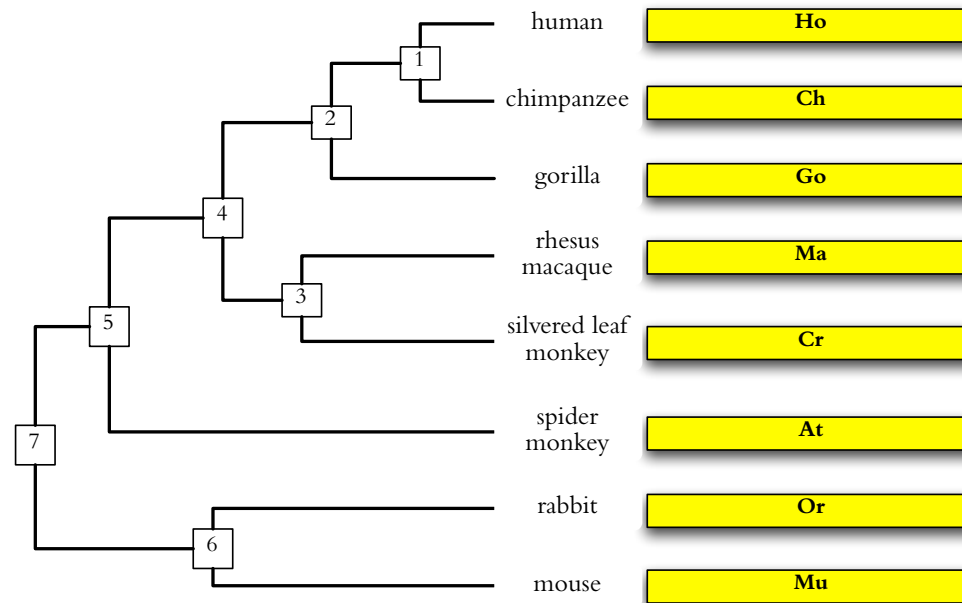 human
Ho
1
chimpanzee
Ch
2
gorilla
Go
4
rhesus
macaque
Ma
3
silvered leaf
monkey
Cr
5
spider
monkey
At
7
rabbit
Or
6
mouse
Mu